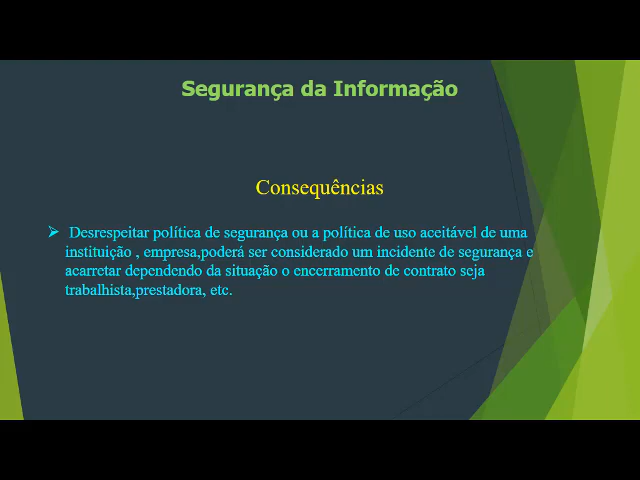 Segurança da Informação
Consequências
➢ Desrespeitar política de segurança ou a política de uso aceitável de uma
instituição , empresa,poderá ser considerado um incidente de segurança e
acarretar dependendo da situação o encerramento de contrato seja
trabalhista,prestadora, etc.